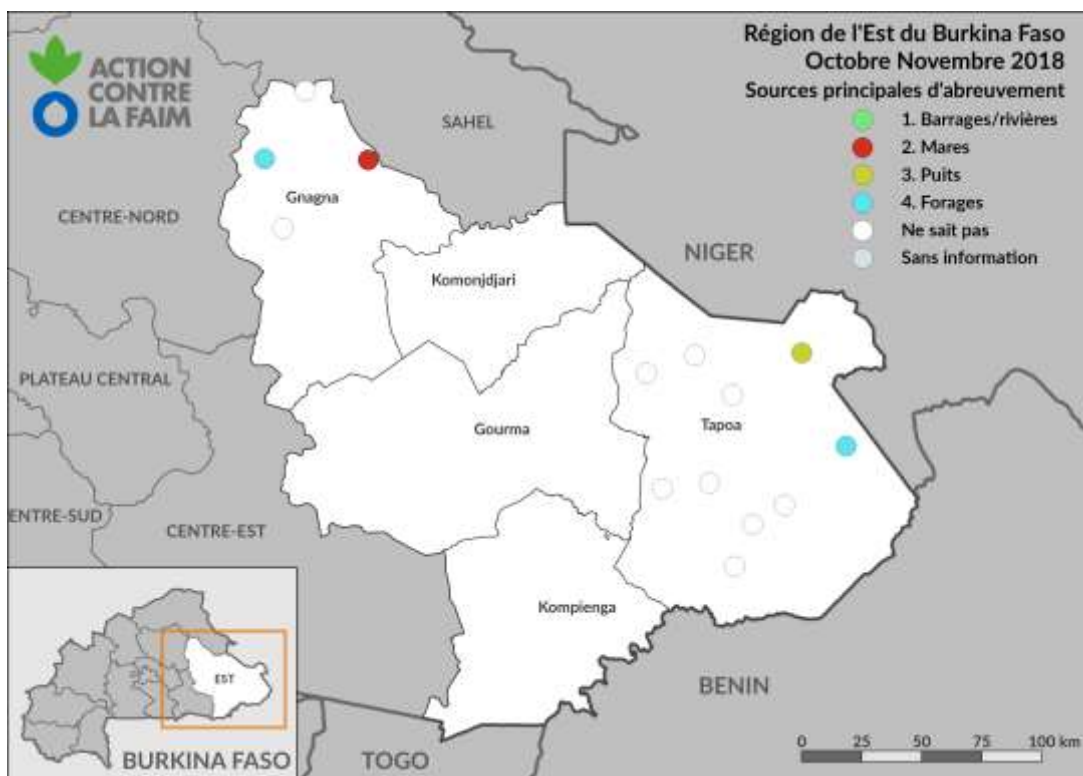 ACTION
CONTRE
LA FAIM
Région de l'Est du Burkina Faso
Octobre Novembre 2018
Sources principales d'abreuvement
1. Barrages/rivières
2. Mares
3. Puits
4. Forages
Ne sait pas
Sans information
SAHEL
Gnagna
CENTRE-NORD
NIGER
Komonjdjari
PLATEAU CENTRAL
Gourma
Tapoa
ENTRE-SUD
CENTRE-EST
Kompienga
EST
BENIN
BURKINA FASO
TOGO
0 25 50 75 100 km